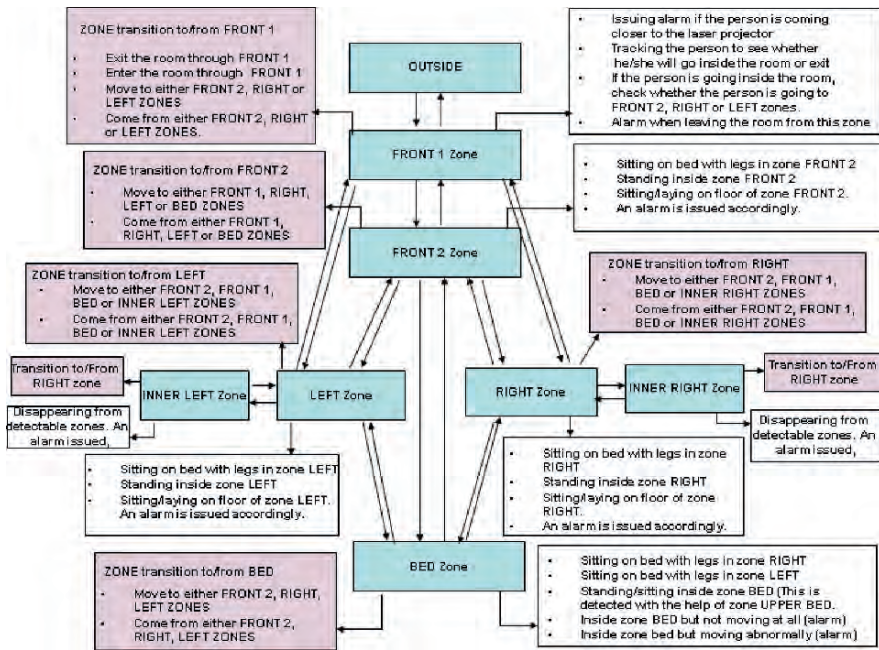 ZONE transition to/from FRONT 1
• Exit the room through FRONT 1
• Enter the room through FRONT 1
• Move to either FRONT 2, RIGHT or
LEFT ZONES
• Come from either FRONT 2, RIGHT
or LEFT ZONES.
OUTSIDE
• Issuing alarm if the person is coming
closer to the laser projector
• Tracking the person to see whether
he/she will go inside the room or exit
• If the person is going inside the room,
check whether the person is going to
FRONT 2, RIGHT or LEFT zones.
• Alarm when leaving the room from this zone
FRONT 1 Zone
ZONE transition to/from FRONT 2
• Move to either FRONT 1, RIGHT,
LEFT or BED ZONES
• Come from either FRONT 1,
RIGHT, LEFT or BED ZONES
• Sitting on bed with legs in zone FRONT 2
• Standing inside zone FRONT 2
• Sitting/laying on floor of zone FRONT 2.
• An alarm is issued accordingly.
FRONT 2 Zone
ZONE transition to/from LEFT
• Move to either FRONT 2, FRONT 1,
BED or INNER LEFT ZONES
• Come from either FRONT 2, FRONT 1,
BED or INNER LEFT ZONES
ZONE transition to/from RIGHT
• Move to either FRONT 2, FRONT 1,
BED or INNER RIGHT ZONES
• Come from either FRONT 2, FRONT 1,
BED or INNER RIGHT ZONES
Transition to/From
RIGHT zone
INNER LEFT Zone
LEFT Zone
RIGHT Zone
INNER RIGHT Zone
Transition to/From
RIGHT zone
Disappearing from
detectable zones. An
alarm issued,
Disappearing from
detectable zones. An
alarm issued,
• Sitting on bed with legs in zone LEFT
• Standing inside zone LEFT
• Sitting/laying on floor of zone LEFT.
An alarm is issued accordingly.
• Sitting on bed with legs in zone
RIGHT
• Standing inside zone RIGHT
• Sitting/laying on floor of zone
RIGHT.
• An alarm is issued accordingly.
ZONE transition to/from BED
• Move to either FRONT 2, RIGHT,
LEFT ZONES
• Come from either FRONT 2,
RIGHT, LEFT ZONES
BED Zone
• Sitting on bed with legs in zone RIGHT
• Sitting on bed with legs in zone LEFT
• Standing/sitting inside zone BED (This is
detected with the help of zone UPPER BED.
• Inside zone BED but not moving at all (alarm)
• Inside zone bed but moving abnormally (alarm)